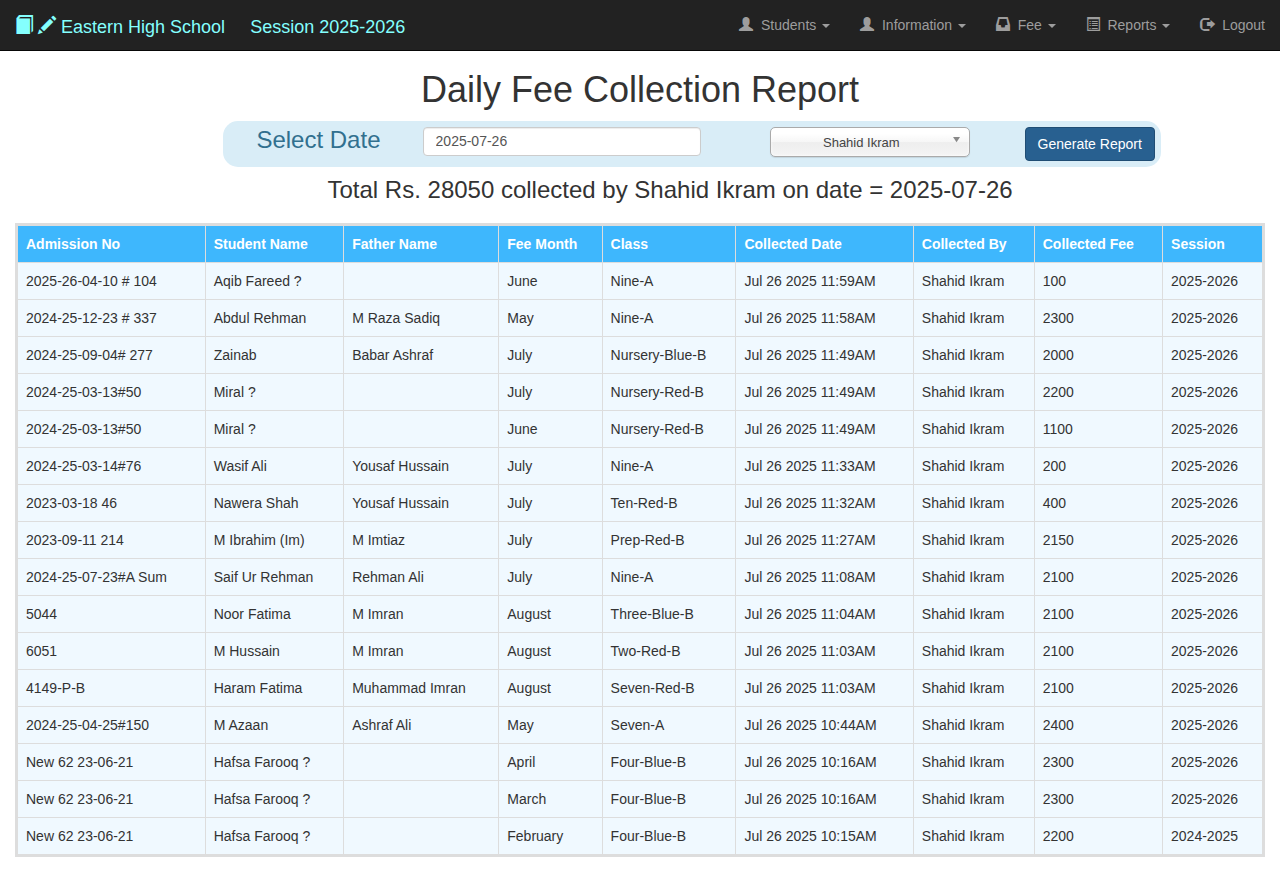 Eastern High School Session 2025-2026 Students Information Fee Reports Logout
Daily Fee Collection Report
Select Date 2025-07-26 Shahid Ikram Generate Report
Total Rs. 28050 collected by Shahid Ikram on date = 2025-07-26
Admission No Student Name Father Name Fee Month Class Collected Date Collected By Collected Fee Session
2025-26-04-10 # 104 Aqib Fareed ? June Nine-A Jul 26 2025 11:59AM Shahid Ikram 100 2025-2026
2024-25-12-23 # 337 Abdul Rehman M Raza Sadiq May Nine-A Jul 26 2025 11:58AM Shahid Ikram 2300 2025-2026
2024-25-09-04# 277 Zainab Babar Ashraf July Nursery-Blue-B Jul 26 2025 11:49AM Shahid Ikram 2000 2025-2026
2024-25-03-13#50 Miral ? July Nursery-Red-B Jul 26 2025 11:49AM Shahid Ikram 2200 2025-2026
2024-25-03-13#50 Miral ? June Nursery-Red-B Jul 26 2025 11:49AM Shahid Ikram 1100 2025-2026
2024-25-03-14#76 Wasif Ali Yousaf Hussain July Nine-A Jul 26 2025 11:33AM Shahid Ikram 200 2025-2026
2023-03-18 46 Nawera Shah Yousaf Hussain July Ten-Red-B Jul 26 2025 11:32AM Shahid Ikram 400 2025-2026
2023-09-11 214 M Ibrahim (Im) M Imtiaz July Prep-Red-B Jul 26 2025 11:27AM Shahid Ikram 2150 2025-2026
2024-25-07-23#A Sum Saif Ur Rehman Rehman Ali July Nine-A Jul 26 2025 11:08AM Shahid Ikram 2100 2025-2026
5044 Noor Fatima M Imran August Three-Blue-B Jul 26 2025 11:04AM Shahid Ikram 2100 2025-2026
6051 M Hussain M Imran August Two-Red-B Jul 26 2025 11:03AM Shahid Ikram 2100 2025-2026
4149-P-B Haram Fatima Muhammad Imran August Seven-Red-B Jul 26 2025 11:03AM Shahid Ikram 2100 2025-2026
2024-25-04-25#150 M Azaan Ashraf Ali May Seven-A Jul 26 2025 10:44AM Shahid Ikram 2400 2025-2026
New 62 23-06-21 Hafsa Farooq ? April Four-Blue-B Jul 26 2025 10:16AM Shahid Ikram 2300 2025-2026
New 62 23-06-21 Hafsa Farooq ? March Four-Blue-B Jul 26 2025 10:16AM Shahid Ikram 2300 2025-2026
New 62 23-06-21 Hafsa Farooq ? February Four-Blue-B Jul 26 2025 10:15AM Shahid Ikram 2200 2024-2025